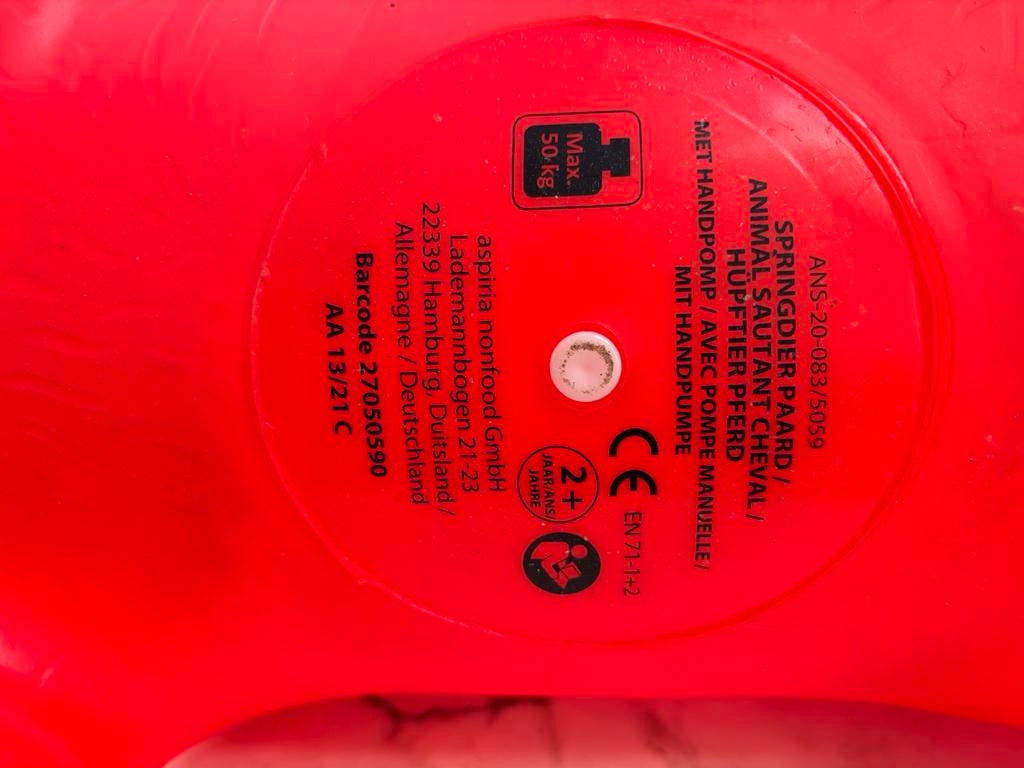 ANS-20-083/5059
SPRINGDIER PAARD /
ANIMAL SAUTANT CHEVAL /
HÜPFTIER PFERD
MET HANDPOMP / AVEC POMPE MANUELLE /
MIT HANDPUMPE
Max.
50 kg
CE EN 71-1+2
2+
JAAR/ANS/
JAHRE
aspiria nonfood GmbH
Lademannbogen 21-23
22339 Hamburg, Duitsland /
Allemagne / Deutschland
Barcode 2705090
AA 13/21 C